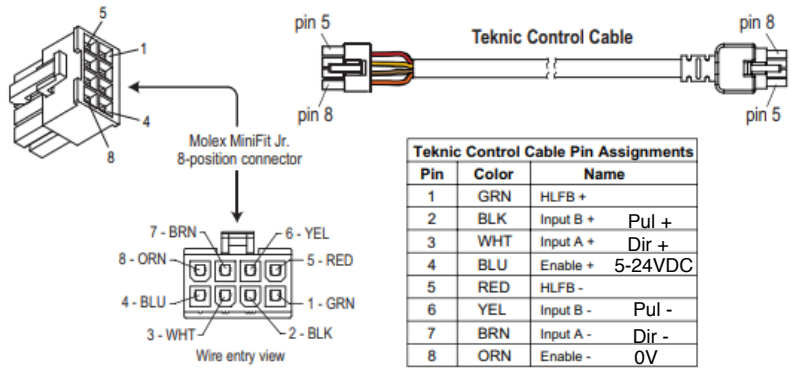 5
1
4
8
Molex MiniFit Jr.
8-position connector
pin 5
pin 8
Teknic Control Cable
pin 8
pin 5
7 - BRN
6 - YEL
8 - ORN
5 - RED
4 - BLU
1 - GRN
3 - WHT
2 - BLK
Wire entry view
Teknic Control Cable Pin Assignments
Pin Color Name
1 GRN HLFB +
2 BLK Input B + Pul +
3 WHT Input A + Dir +
4 BLU Enable + 5-24VDC
5 RED HLFB -
6 YEL Input B - Pul -
7 BRN Input A - Dir -
8 ORN Enable - 0V